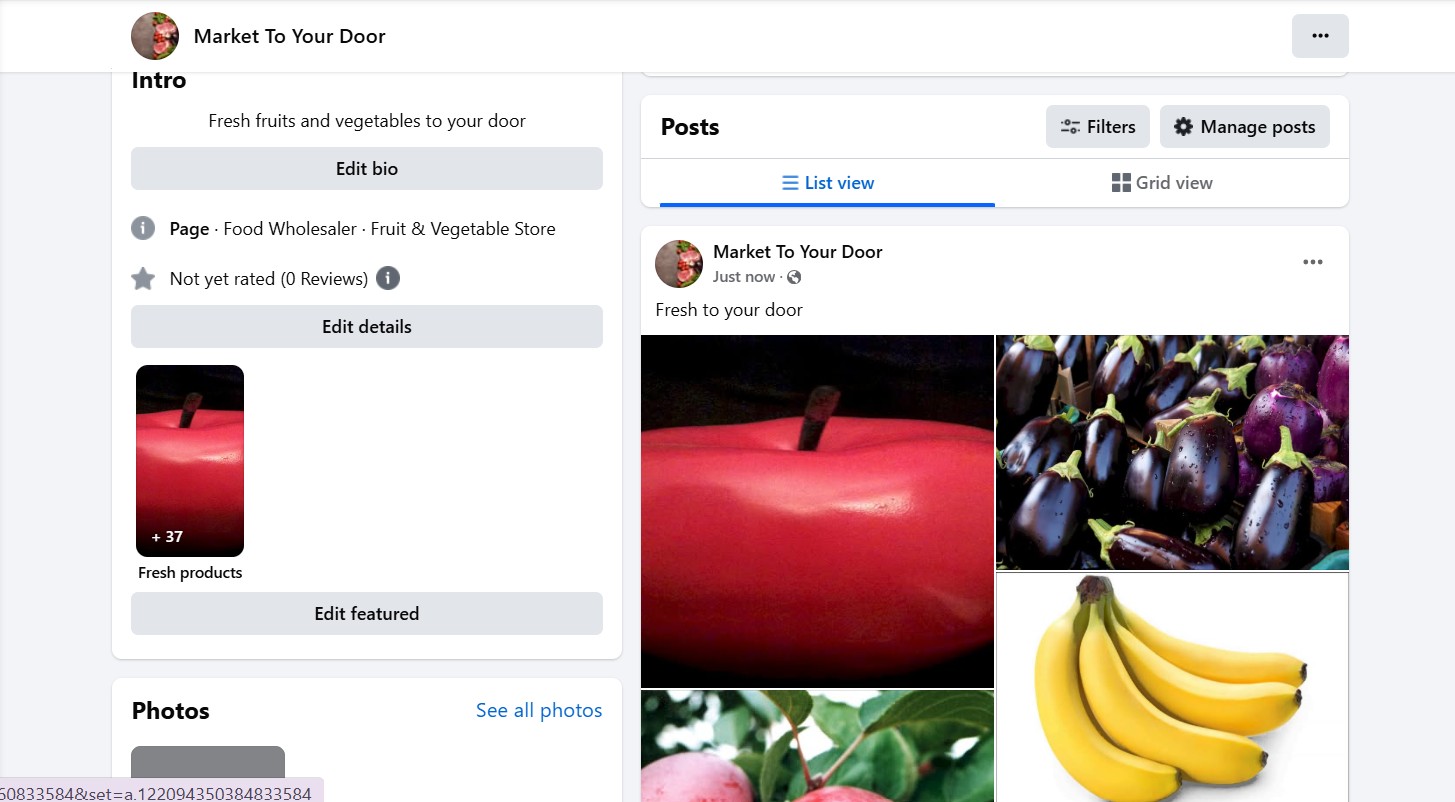 Market To Your Door
Intro
Fresh fruits and vegetables to your door
Edit bio
Page · Food Wholesaler · Fruit & Vegetable Store
Not yet rated (0 Reviews)
Edit details
+ 37
Fresh products
Edit featured
Photos
See all photos
60833584&set=a.122094350384833584
Posts
Filters
Manage posts
List view
Grid view
Market To Your Door
Just now ·
Fresh to your door